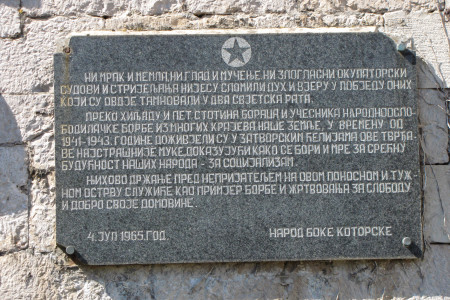 НИ МРАК И МЕМЛА, НИ ГЛАД И МУЧЕЊЕ НИ ЗЛОГЛАСНИ ОКУПАТОРСКИ
СУДОВИ И СТРИЈЕЉАЊА НИЈЕСУ СЛОМИЛИ ДУХ И ВЈЕРУ У ПОБЈЕДУ ОНИХ
КОЈИ СУ ОВДЈЕ ТАМНОВАЛИ У ДВА СВЈЕТСКА РАТА.
ПРЕКО ХИЉАДУ И ПЕТ СТОТИНА БОРАЦА И УЧЕСНИКА НАРОДНООСЛО-
БОДИЛАЧКЕ БОРБЕ ИЗ МНОГИХ КРАЈЕВА НАШЕ ЗЕМЉЕ, У ВРЕМЕНУ ОД
1941-1943. ГОДИНЕ ДОЖИВЈЕЛИ СУ У ЗАТВОРСКИМ ЋЕЛИЈАМА ОВЕ ТВРЂА-
ВЕ НАЈСТРАШНИЈЕ МУКЕ ПОКАЗУЈУЋИ КАКО СЕ БОРИ И МРЕ ЗА СРЕЋНУ
БУДУЋНОСТ НАШИХ НАРОДА - ЗА СОЦИЈАЛИЗАМ.
ЊИХОВО ДРЖАЊЕ ПРЕД НЕПРИЈАТЕЉЕМ НА ОВОМ ПОНОСНОМ И ТУЖ-
НОМ ОСТРВУ СЛУЖИЋЕ КАО ПРИМЈЕР БОРБЕ И ЖРТВОВАЊА ЗА СЛОБОДУ
И ДОБРО СВОЈЕ ДОМОВИНЕ.
4. ЈУЛ 1965. ГОД. НАРОД БОКЕ КОТОРСКЕ